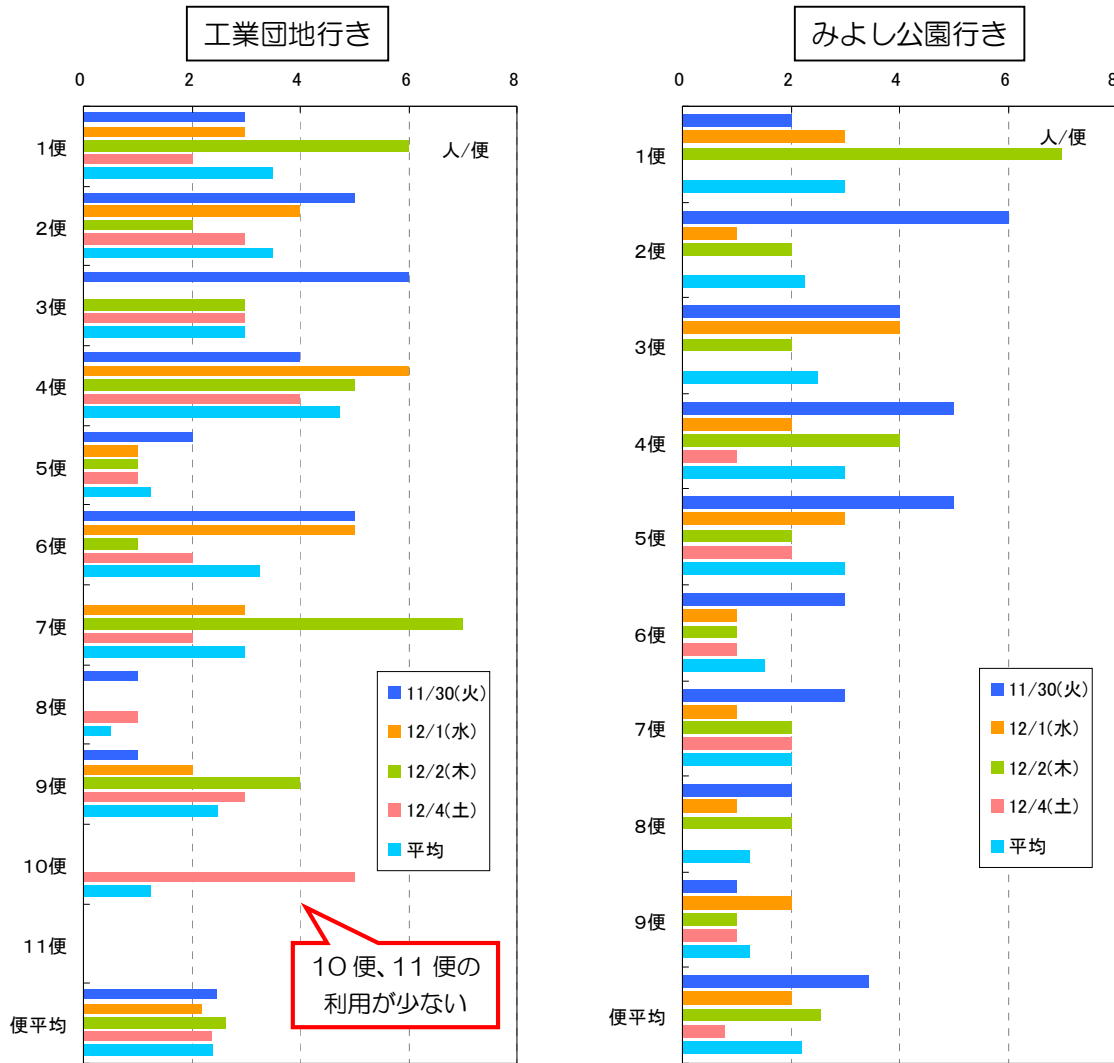 工業団地行き
0 2 4 6 8
人/便
1便
2便
3便
4便
5便
6便
7便
8便
9便
10便
11便
便平均
11/30(火)
12/1(水)
12/2(木)
12/4(土)
平均
10便、11便の
利用が少ない
みよし公園行き
0 2 4 6 8
人/便
1便
2便
3便
4便
5便
6便
7便
8便
9便
便平均
11/30(火)
12/1(水)
12/2(木)
12/4(土)
平均